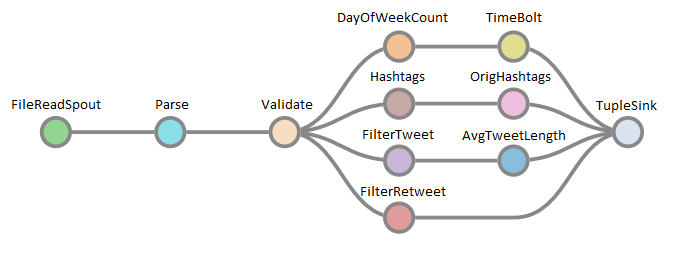 DayOfWeekCount
TimeBolt
Hashtags
OrigHashtags
FileReadSpout
Parse
Validate
TupleSink
FilterTweet
AvgTweetLength
FilterRetweet